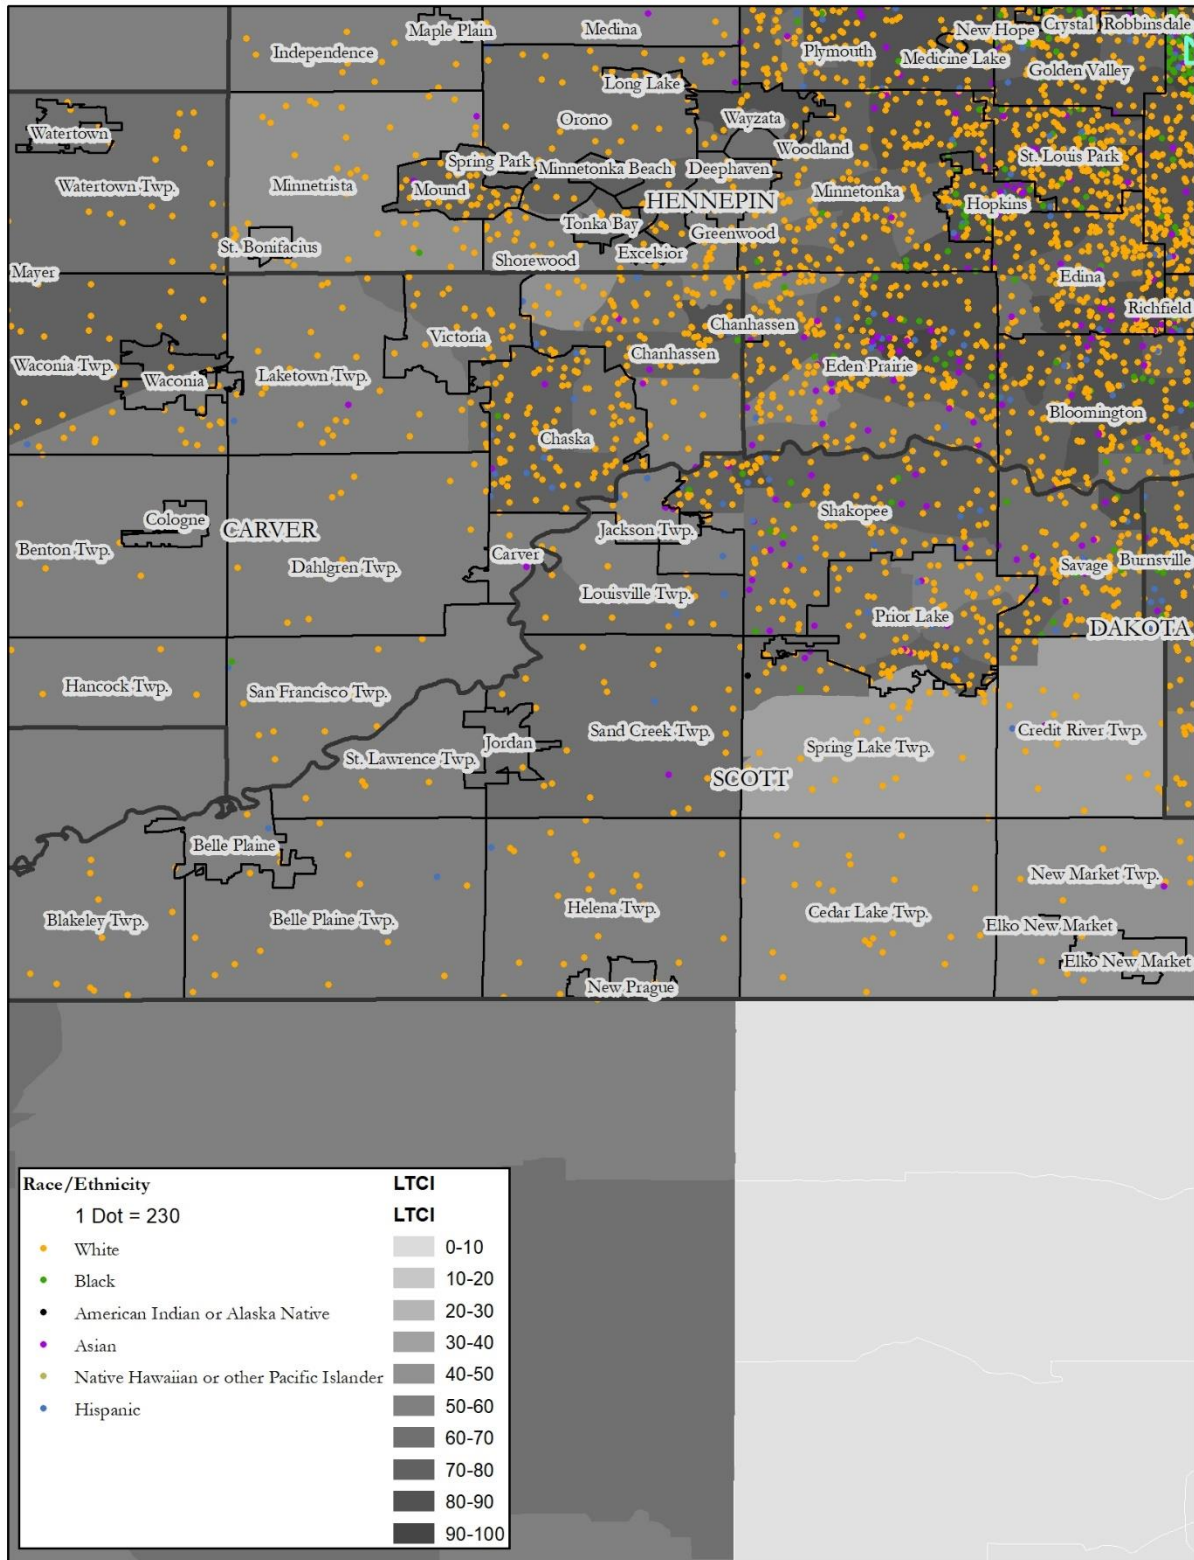 Maple Plain
Medina
New Hope
Crystal
Robbinsdale
Independence
Plymouth
Medicine Lake
Golden Valley
Long Lake
Orono
Wayzata
Watertown
Woodland
St. Louis Park
Spring Park
Minnetonka Beach
Deephaven
Watertown Twp.
Minnetrista
Mound
HENNEPIN
Minnetonka
Hopkins
Tonka Bay
Greenwood
St. Bonifacius
Shorewood
Excelsior
Edina
Mayer
Richfield
Victoria
Chanhassen
Waconia Twp.
Waconia
Laketown Twp.
Chanhassen
Eden Prairie
Bloomington
Chaska
Cologne
CARVER
Jackson Twp.
Shakopee
Benton Twp.
Dahlgren Twp.
Carver
Louisville Twp.
Savage
Burnsville
Prior Lake
DAKOTA
Hancock Twp.
San Francisco Twp.
Sand Creek Twp.
Credit River Twp.
St. Lawrence Twp.
Jordan
Spring Lake Twp.
SCOTT
Belle Plaine
New Market Twp.
Blakeley Twp.
Belle Plaine Twp.
Helena Twp.
Cedar Lake Twp.
Elko New Market
Elko New Market
New Prague
Race/Ethnicity
1 Dot = 230
White
Black
American Indian or Alaska Native
Asian
Native Hawaiian or other Pacific Islander
Hispanic
LTCI
LTCI
0-10
10-20
20-30
30-40
40-50
50-60
60-70
70-80
80-90
90-100